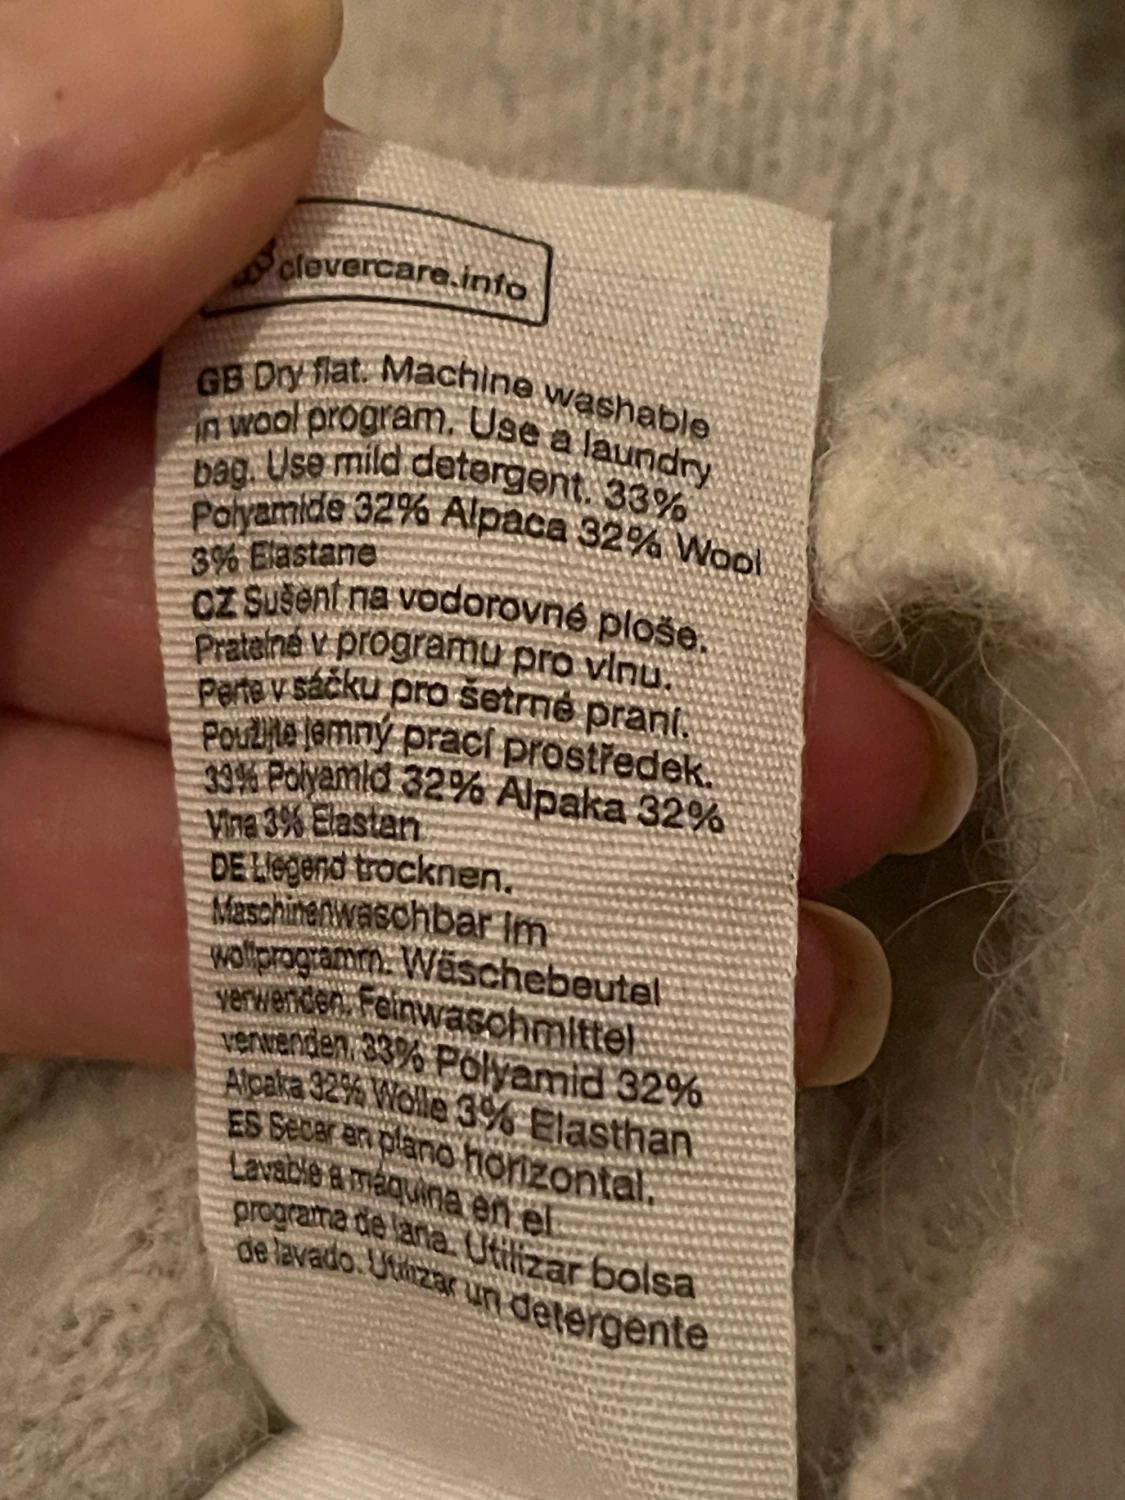 clevercare.info
GB Dry flat. Machine washable
in wool program. Use a laundry
bag. Use mild detergent. 33%
Polyamide 32% Alpaca 32% Wool
3% Elastane
CZ Sušení na vodorovné ploše.
Pratelné v programu pro vlnu.
Perte v sáčku pro šetrné praní.
Použijte jemný prací prostředek.
33% Polyamid 32% Alpaka 32%
Vlna 3% Elastan
DE Liegend trocknen.
Maschinenwaschbar im
wollprogramm. Wäschebeutel
verwenden. Feinwaschmittel
verwenden. 33% Polyamid 32%
Alpaka 32% Wolle 3% Elasthan
ES Secar en plano horizontal.
Lavable a máquina en el
programa de lana. Utilizar bolsa
de lavado. Utilizar un detergente